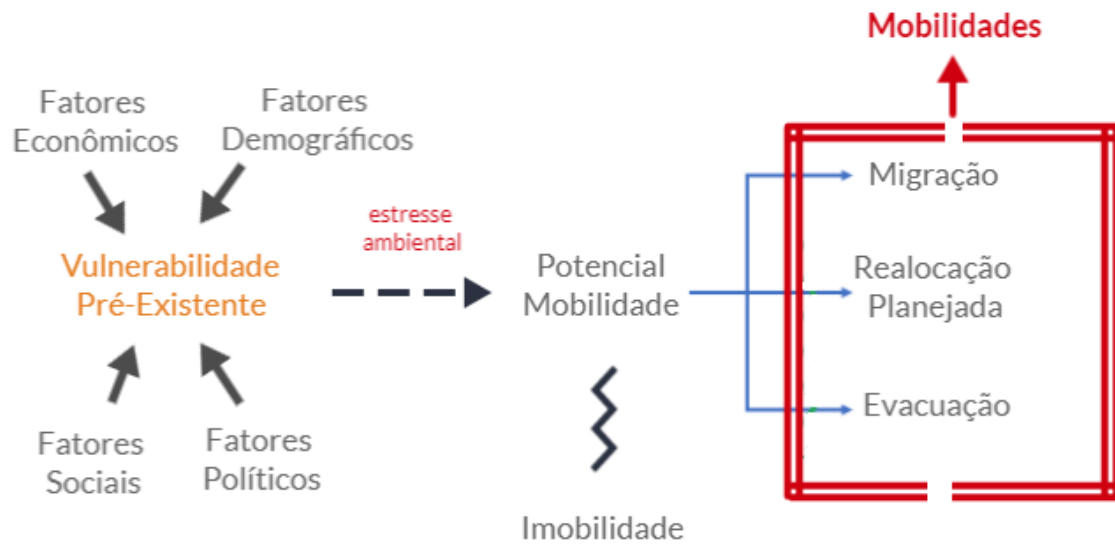 Mobilidades
Fatores
Econômicos
Fatores
Demográficos
Vulnerabilidade
Pré-Existente
Fatores
Sociais
Fatores
Políticos
estresse
ambiental
Potencial
Mobilidade
Imobilidade
Migração
Realocação
Planejada
Evacuação